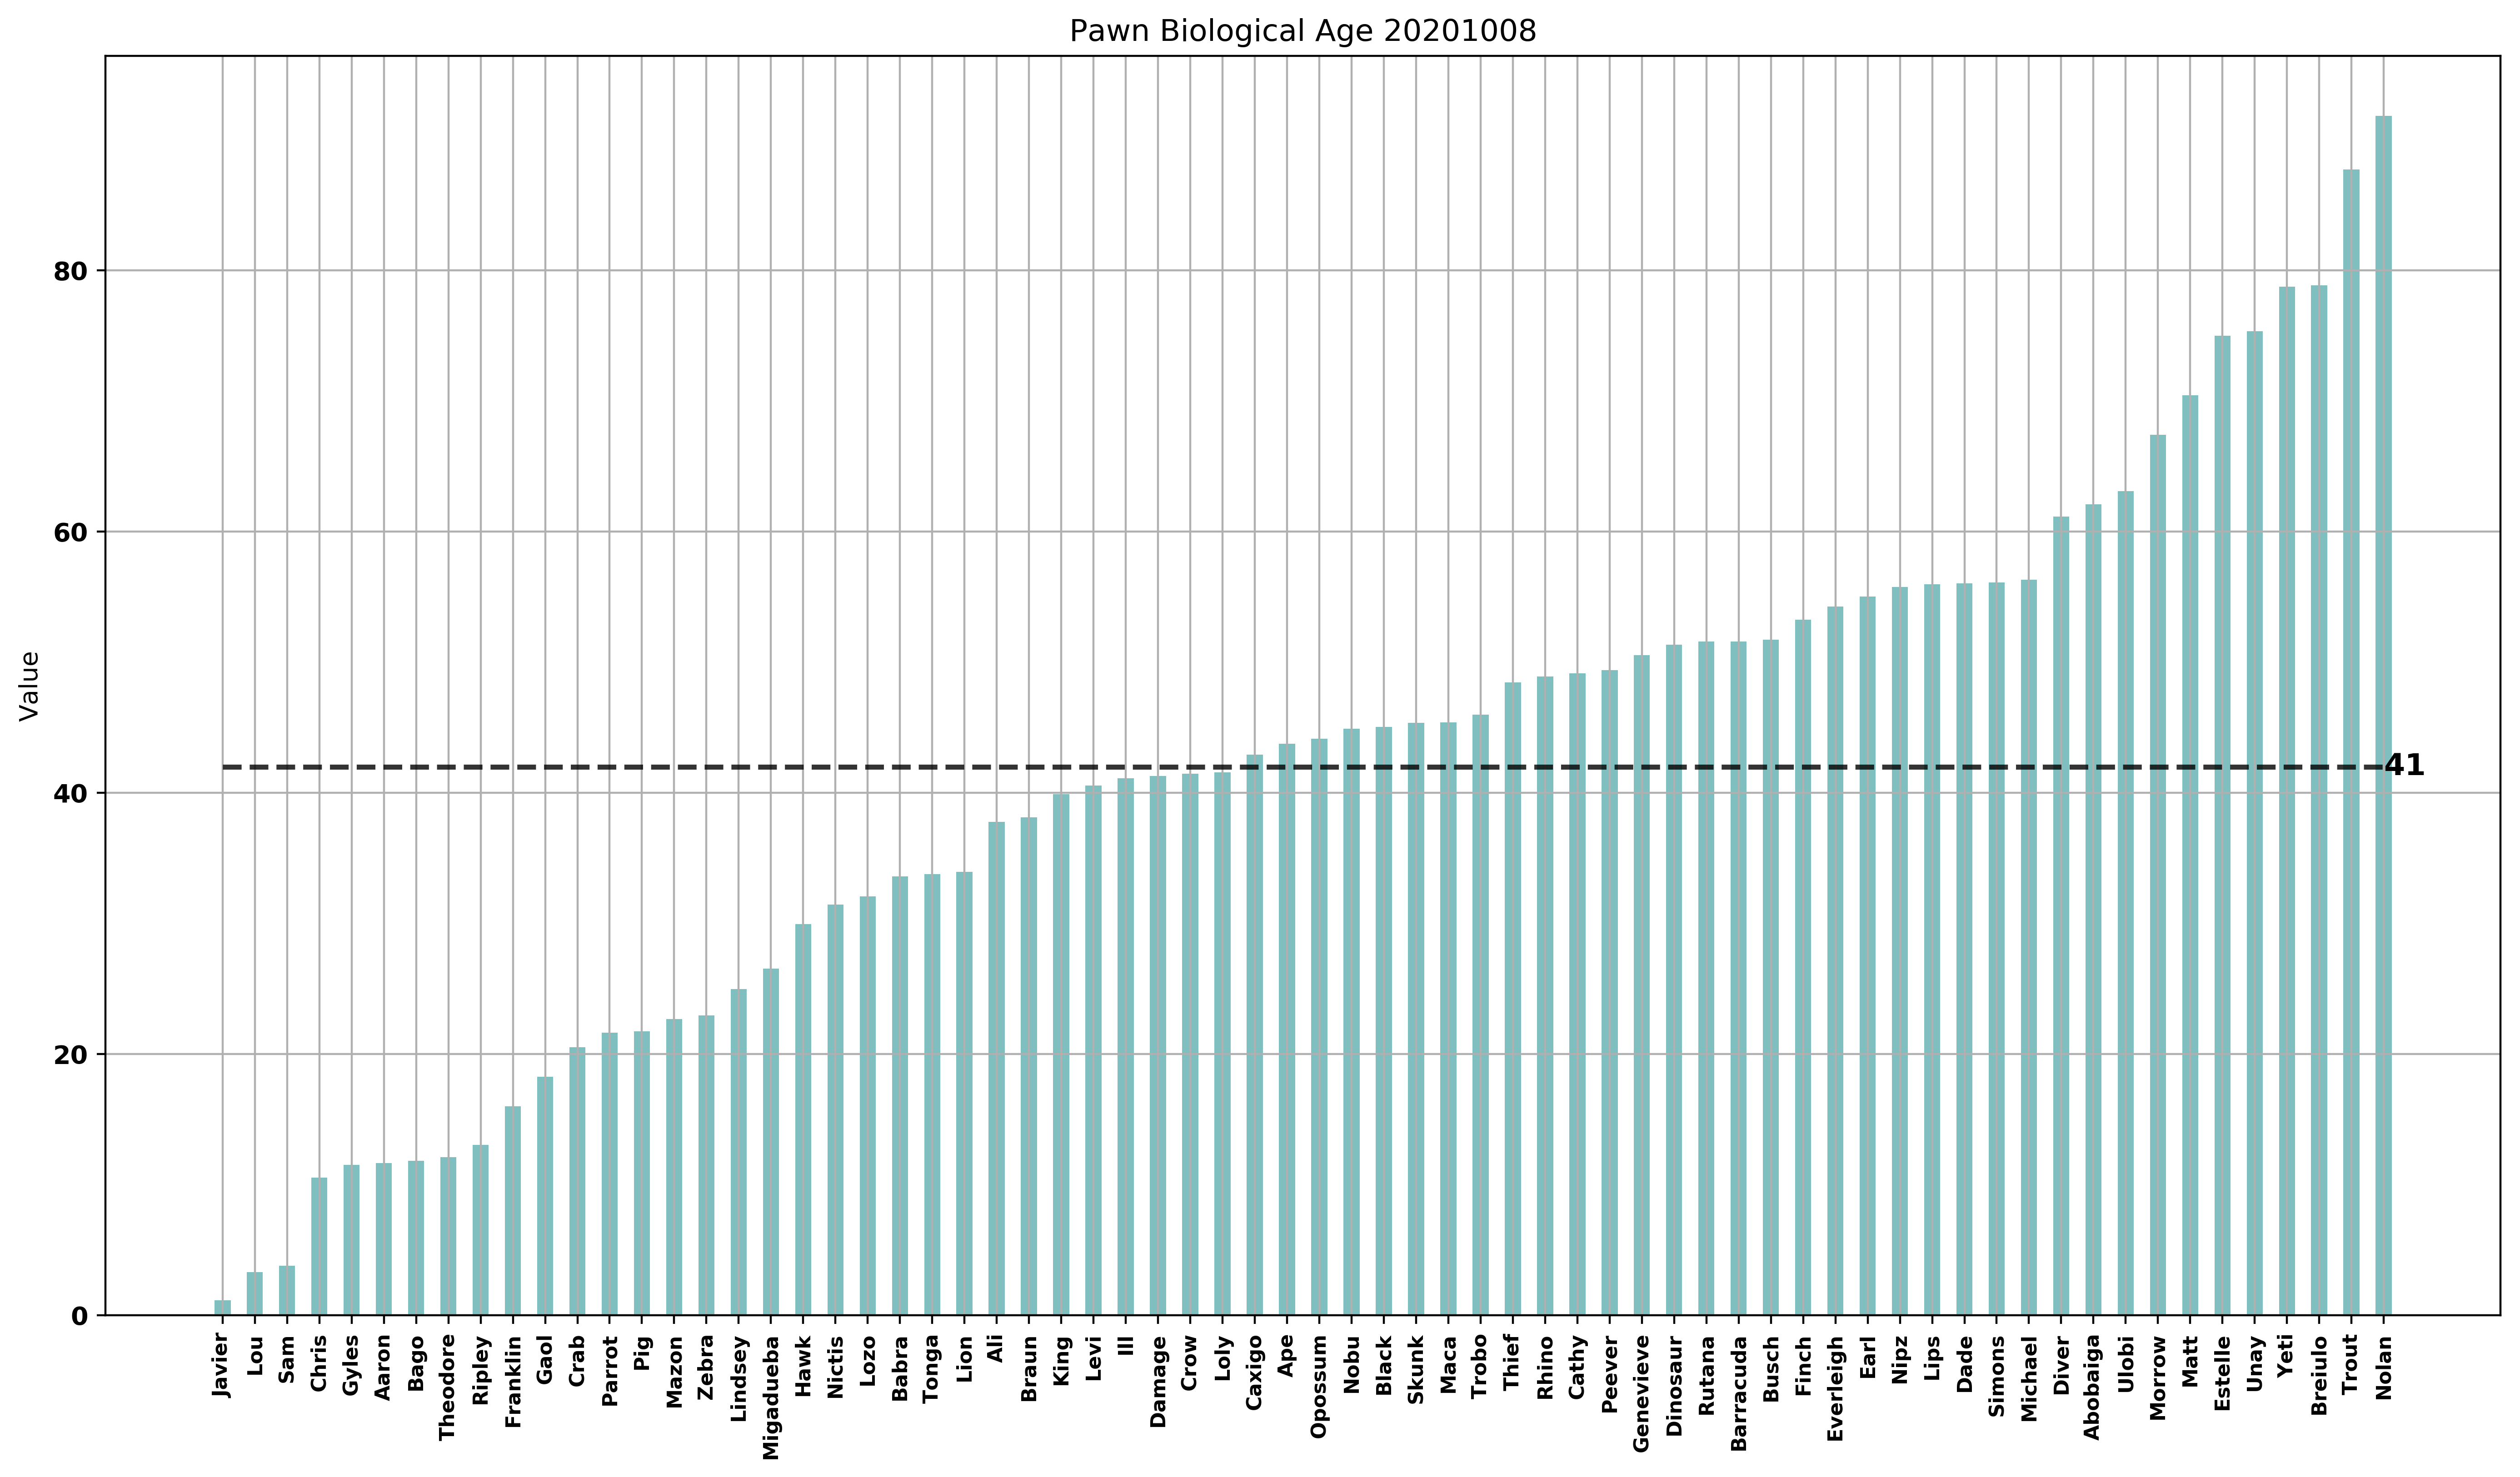 Pawn Biological Age 20201008
Value
80
60
40
20
0
41
Javier
Lou
Sam
Chris
Gyles
Aaron
Bago
Theodore
Ripley
Franklin
Gaol
Crab
Parrot
Pig
Mazon
Zebra
Lindsey
Migadueba
Hawk
Nictis
Lozo
Babra
Tonga
Lion
Ali
Braun
King
Levi
Ill
Damage
Crow
Loly
Caxigo
Ape
Opossum
Nobu
Black
Skunk
Maca
Trobo
Thief
Rhino
Cathy
Peever
Genevieve
Dinosaur
Rutana
Barracuda
Busch
Finch
Everleigh
Earl
Nipz
Lips
Dade
Simons
Michael
Diver
Abobaiga
Ulobi
Morrow
Matt
Estelle
Unay
Yeti
Breiulo
Trout
Nolan